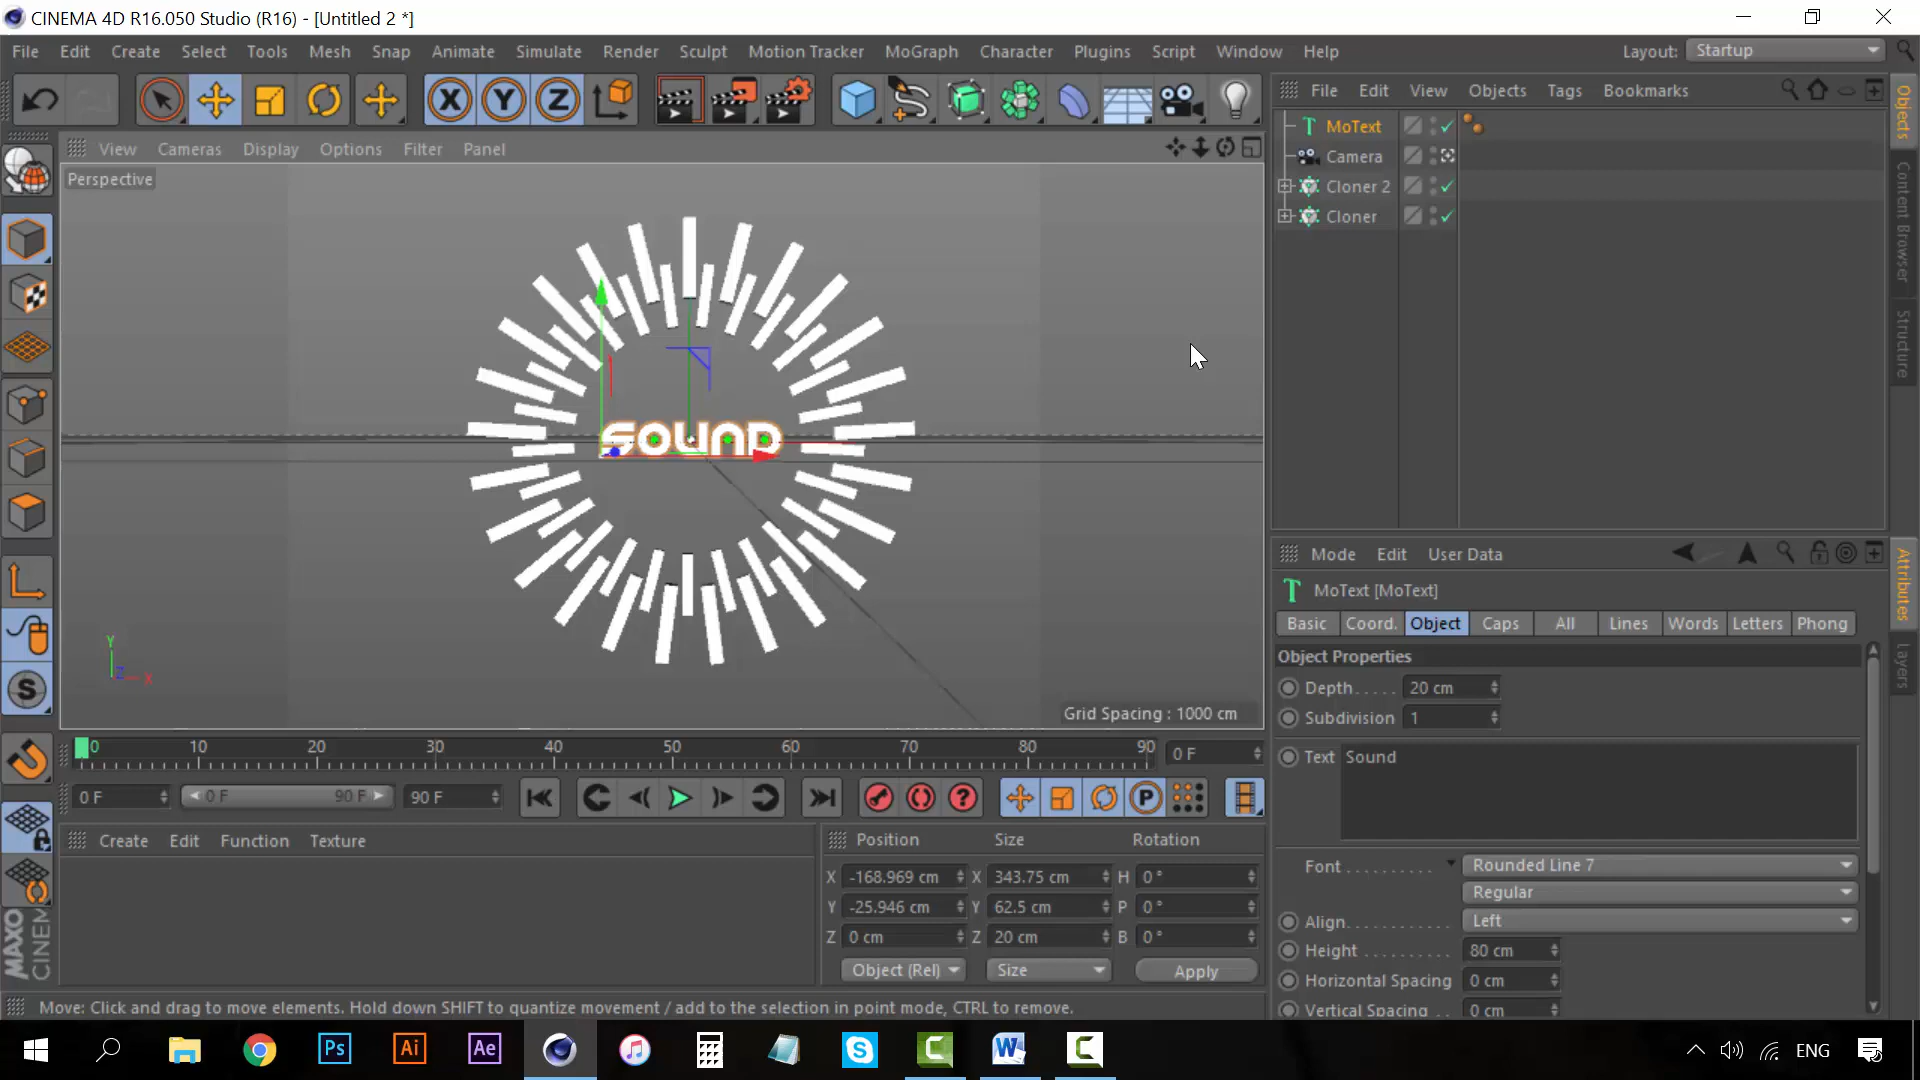 CINEMA 4D R16.050 Studio (R16) - [Untitled 2 *]
File Edit Create Select Tools Mesh Snap Animate Simulate Render Sculpt Motion Tracker MoGraph Character Plugins Script Window Help Layout: Startup
X Y Z
File Edit View Objects Tags Bookmarks
MoText
Camera
Cloner 2
Cloner
Objects
Content Browser
Structure
View Cameras Display Options Filter Panel
Perspective
SOUND
Y
Z X
Grid Spacing : 1000 cm
Mode Edit User Data
MoText [MoText]
Basic Coord. Object Caps All Lines Words Letters Phong
Object Properties
Depth. . . . . 20 cm
Subdivision 1
Text Sound
Font . . . . . . . . . . Rounded Line 7
Regular
Align. . . . . . . . . . . Left
Height . . . . . . . . . 80 cm
Horizontal Spacing 0 cm
Vertical Spacing . . 0 cm
Attributes
Layers
S
0 10 20 30 40 50 60 70 80 90 0 F
0 F 0 F 90 F 90 F ? P
Create Edit Function Texture
Position Size Rotation
X -168.969 cm X 343.75 cm H 0 °
Y -25.946 cm Y 62.5 cm P 0 °
Z 0 cm Z 20 cm B 0 °
Object (Rel) Size Apply
MAXO
CINEM
Move: Click and drag to move elements. Hold down SHIFT to quantize movement / add to the selection in point mode, CTRL to remove.
Ps Ai Ae S C W C ENG